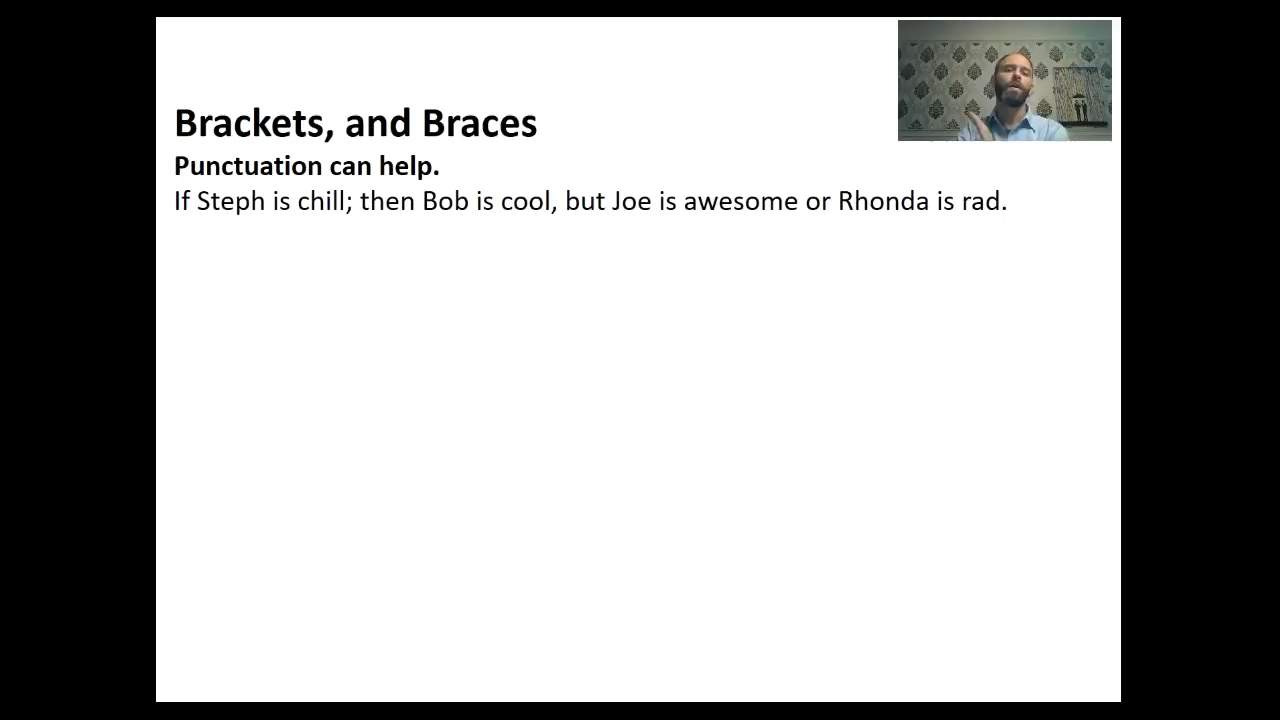 Brackets, and Braces
Punctuation can help.
If Steph is chill; then Bob is cool, but Joe is awesome or Rhonda is rad.